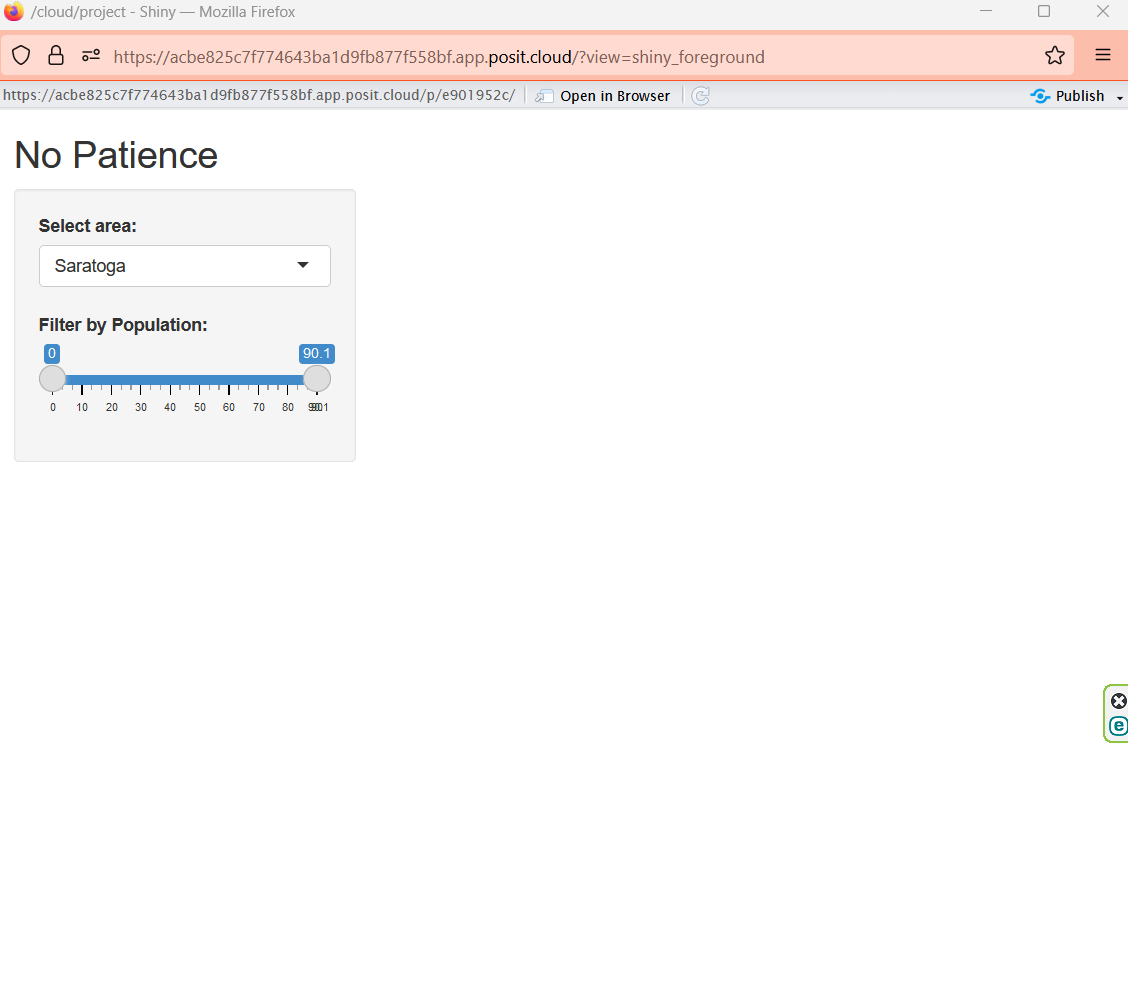 /cloud/project - Shiny — Mozilla Firefox
https://acbe825c7f774643ba1d9fb877f558bf.app.posit.cloud/?view=shiny_foreground
https://acbe825c7f774643ba1d9fb877f558bf.app.posit.cloud/p/e901952c/ Open in Browser Publish
No Patience
Select area:
Saratoga
Filter by Population:
0 90.1
0 10 20 30 40 50 60 70 80
e